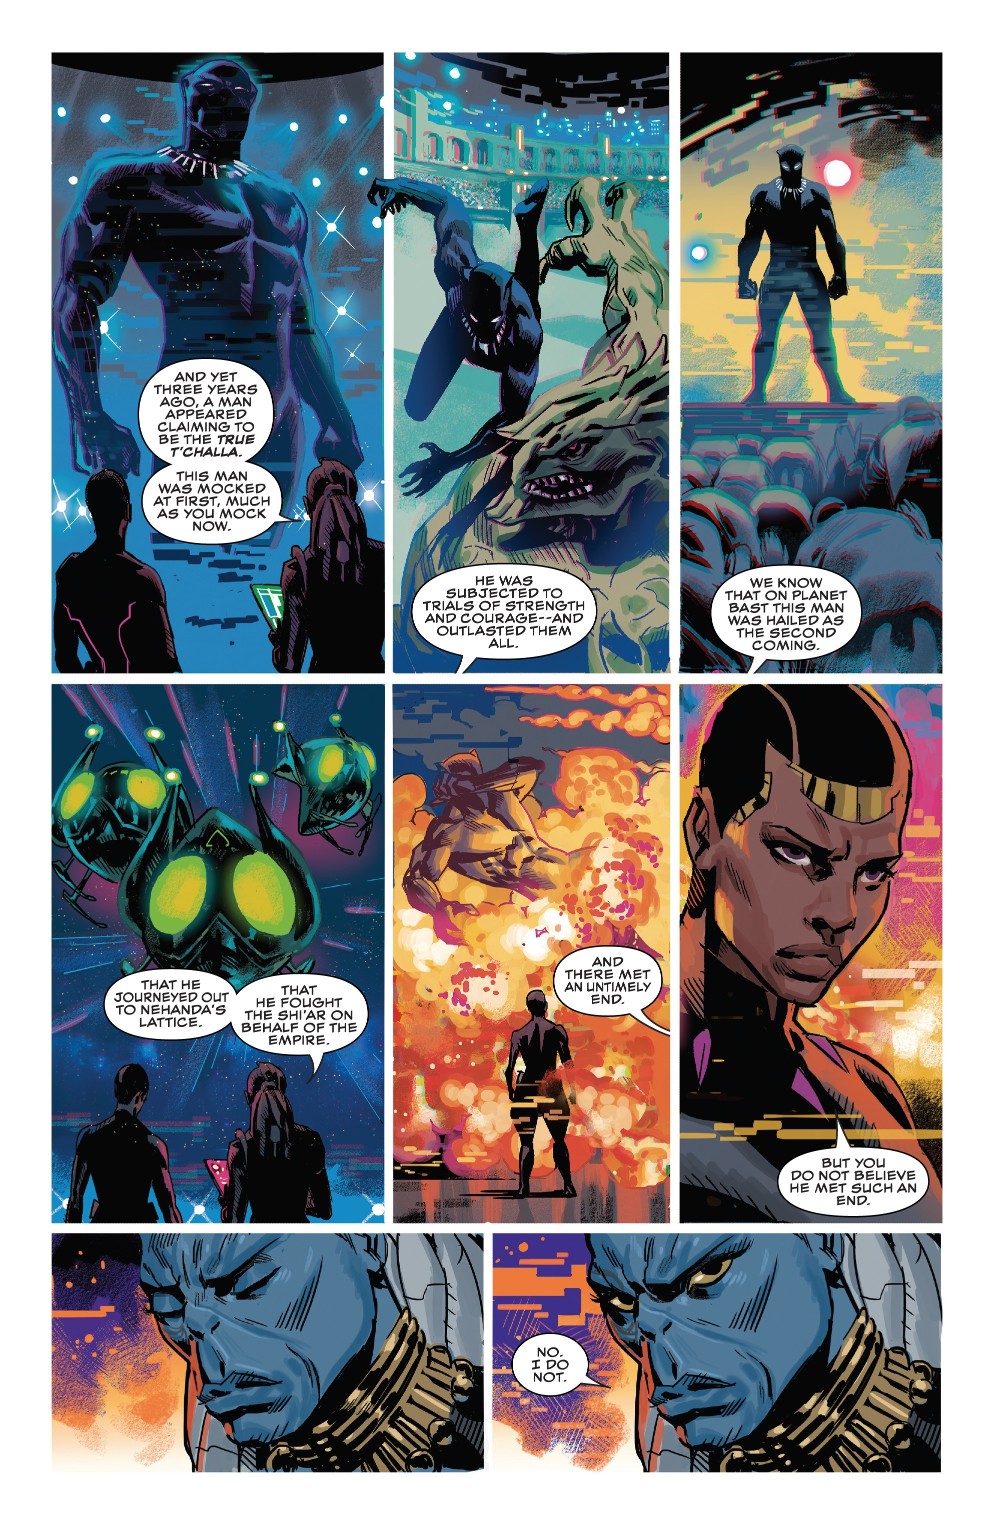 AND YET
THREE YEARS
AGO, A MAN
APPEARED
CLAIMING TO
BE THE TRUE
T'CHALLA.
THIS MAN
WAS MOCKED
AT FIRST, MUCH
AS YOU MOCK
NOW.
HE WAS
SUBJECTED TO
TRIALS OF STRENGTH
AND COURAGE--AND
OUTLASTED THEM
ALL.
WE KNOW
THAT ON PLANET
BAST THIS MAN
WAS HAILED AS
THE SECOND
COMING.
THAT HE
JOURNEYED OUT
TO NEHANDA'S
LATTICE.
THAT
HE FOUGHT
THE SHI'AR ON
BEHALF OF THE
EMPIRE.
AND
THERE MET
AN UNTIMELY
END.
BUT YOU
DO NOT BELIEVE
HE MET SUCH AN
END.
NO.
I DO
NOT.